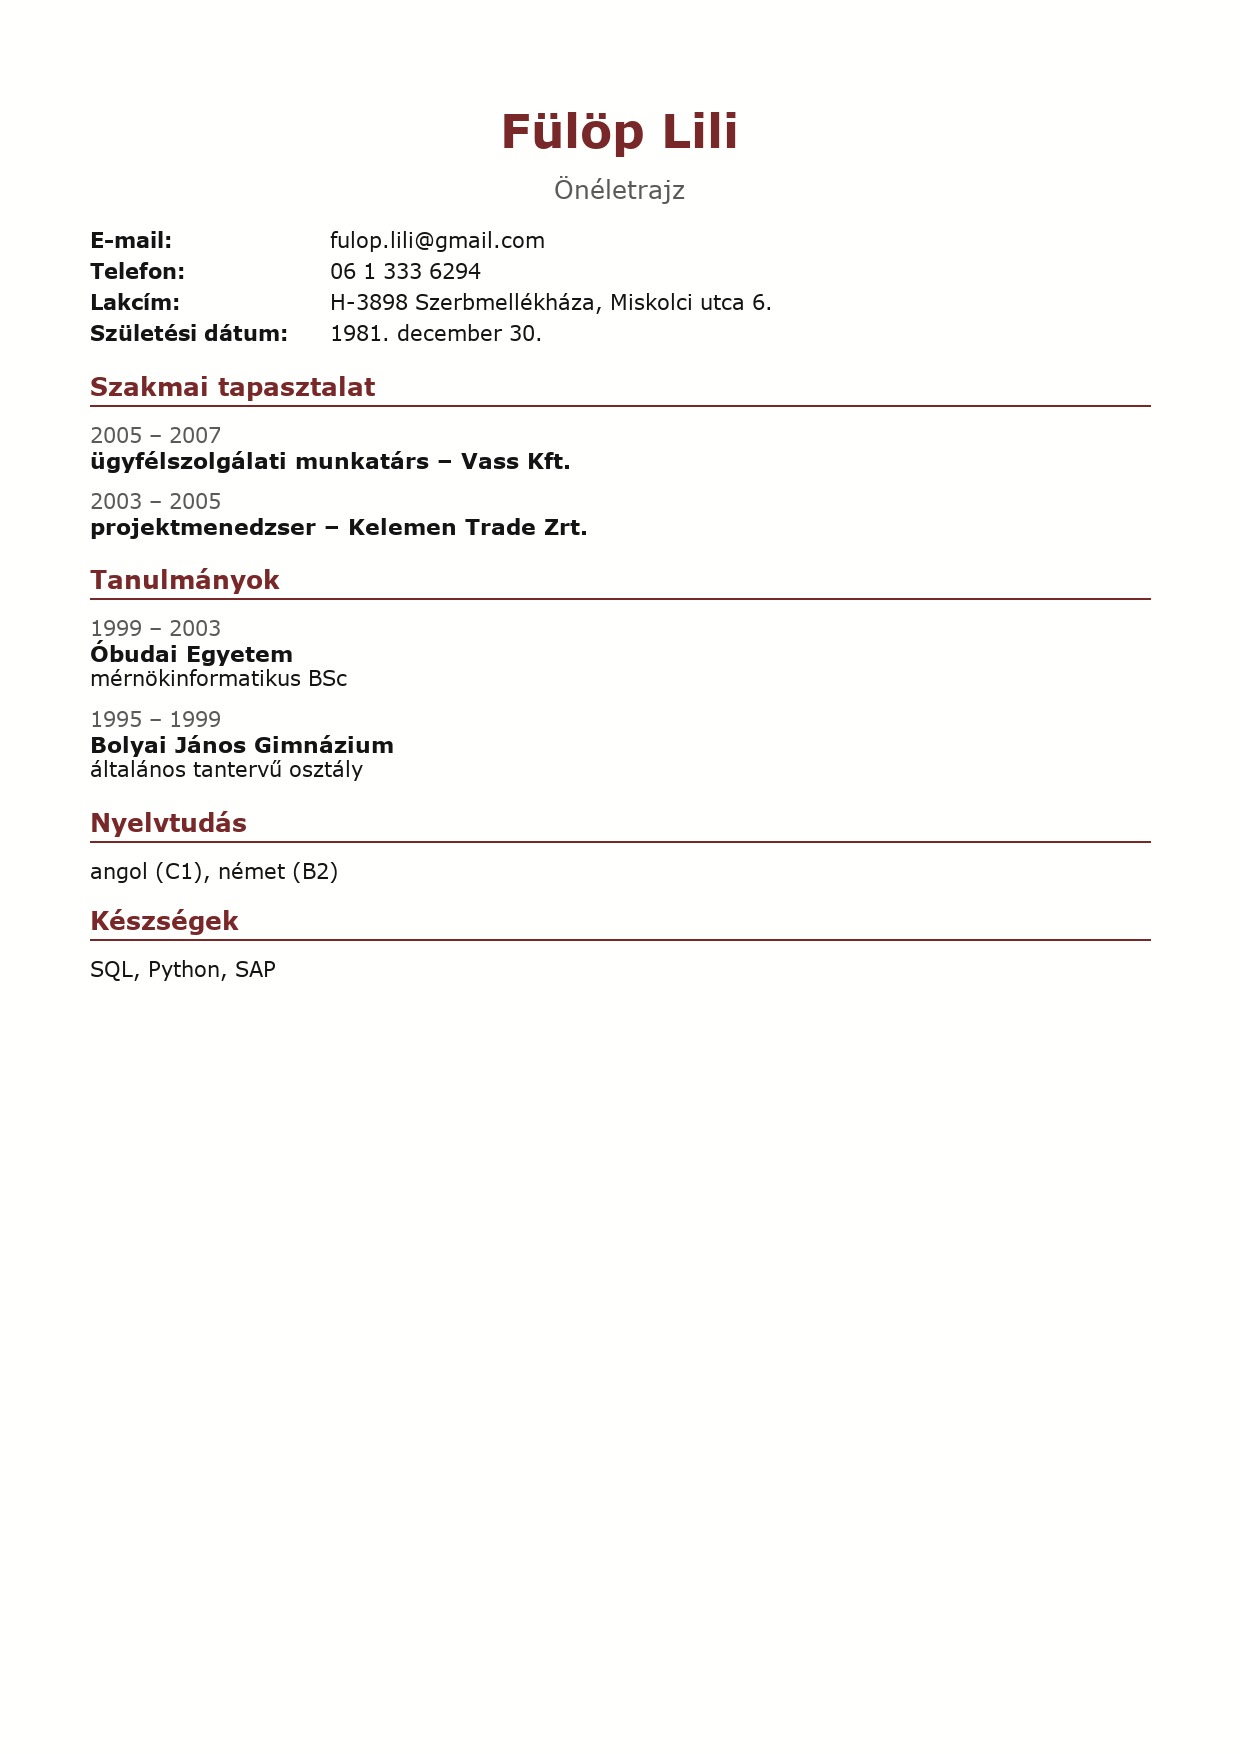 Fülöp Lili
Önéletrajz
E-mail: fulop.lili@gmail.com
Telefon: 06 1 333 6294
Lakcím: H-3898 Szerbmellékháza, Miskolci utca 6.
Születési dátum: 1981. december 30.
Szakmai tapasztalat
2005 – 2007
ügyfélszolgálati munkatárs – Vass Kft.
2003 – 2005
projektmenedzser – Kelemen Trade Zrt.
Tanulmányok
1999 – 2003
Óbudai Egyetem
mérnökinformatikus BSc
1995 – 1999
Bolyai János Gimnázium
általános tantervű osztály
Nyelvtudás
angol (C1), német (B2)
Készségek
SQL, Python, SAP